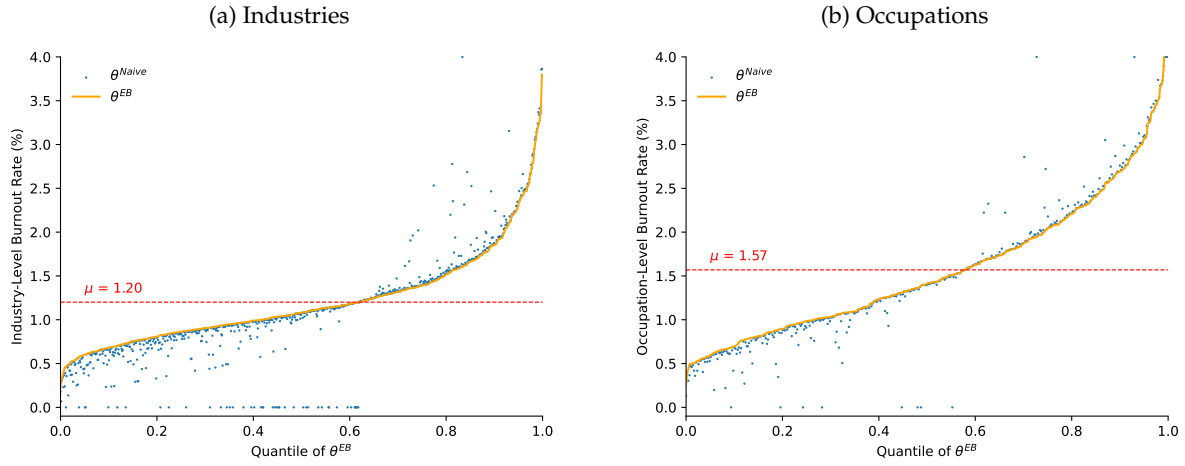 (a) Industries
4.0
3.5
3.0
2.5
2.0
1.5
1.0
0.5
0.0
Industry-Level Burnout Rate (%)
θ^Naive
θ^EB
μ = 1.20
0.0 0.2 0.4 0.6 0.8 1.0
Quantile of θ^EB
(b) Occupations
4.0
3.5
3.0
2.5
2.0
1.5
1.0
0.5
0.0
Occupation-Level Burnout Rate (%)
θ^Naive
θ^EB
μ = 1.57
0.0 0.2 0.4 0.6 0.8 1.0
Quantile of θ^EB